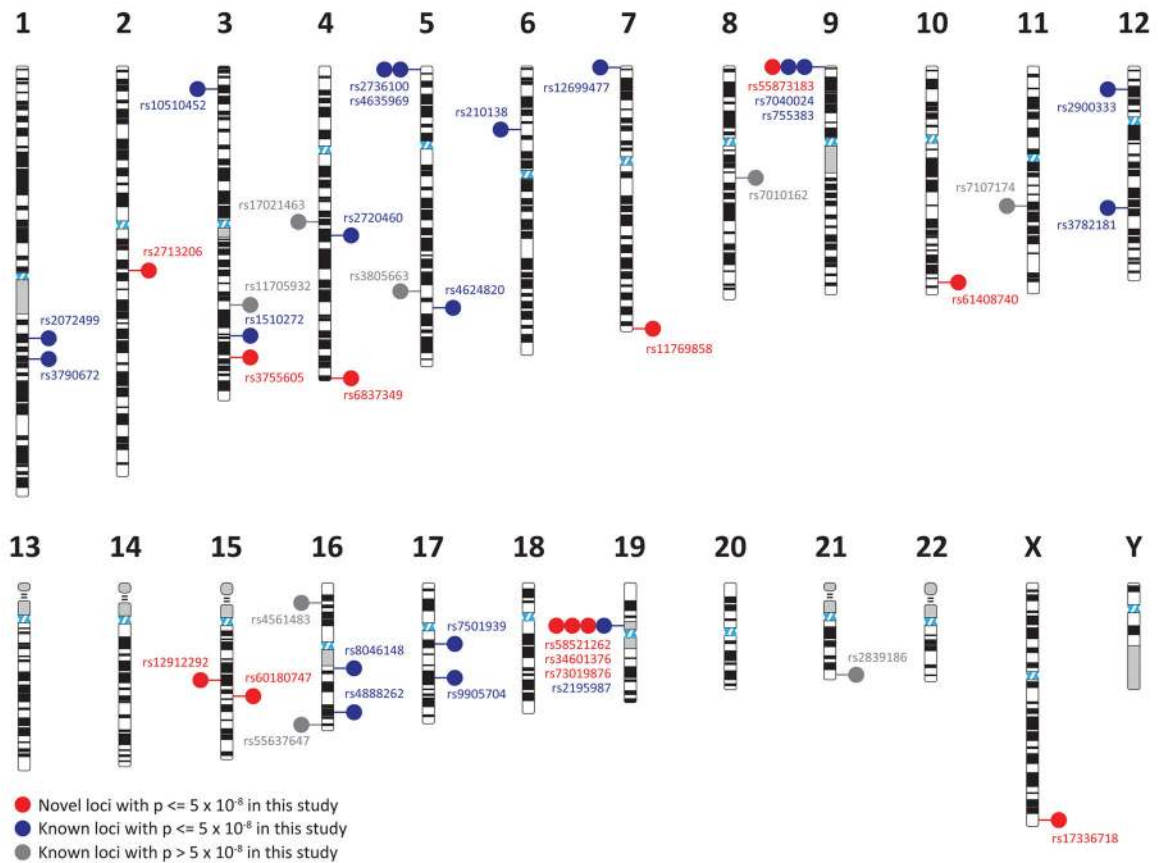 1 2 3 4 5 6 7 8 9 10 11 12
rs10510452
rs2736100
rs4635969
rs210138
rs12699477
rs55873183
rs7040024
rs755383
rs2900333
rs17021463
rs2720460
rs7010162
rs7107174
rs3782181
rs2713206
rs11705932
rs3805663
rs4624820
rs61408740
rs2072499
rs1510272
rs3790672
rs3755605
rs6837349
rs11769858
13 14 15 16 17 18 19 20 21 22 X Y
rs4561483
rs12912292
rs60180747
rs8046148
rs4888262
rs55637647
rs7501939
rs9905704
rs58521262
rs34601376
rs73019876
rs2195987
rs2839186
rs17336718
Novel loci with p <= 5 x 10⁻⁸ in this study
Known loci with p <= 5 x 10⁻⁸ in this study
Known loci with p > 5 x 10⁻⁸ in this study